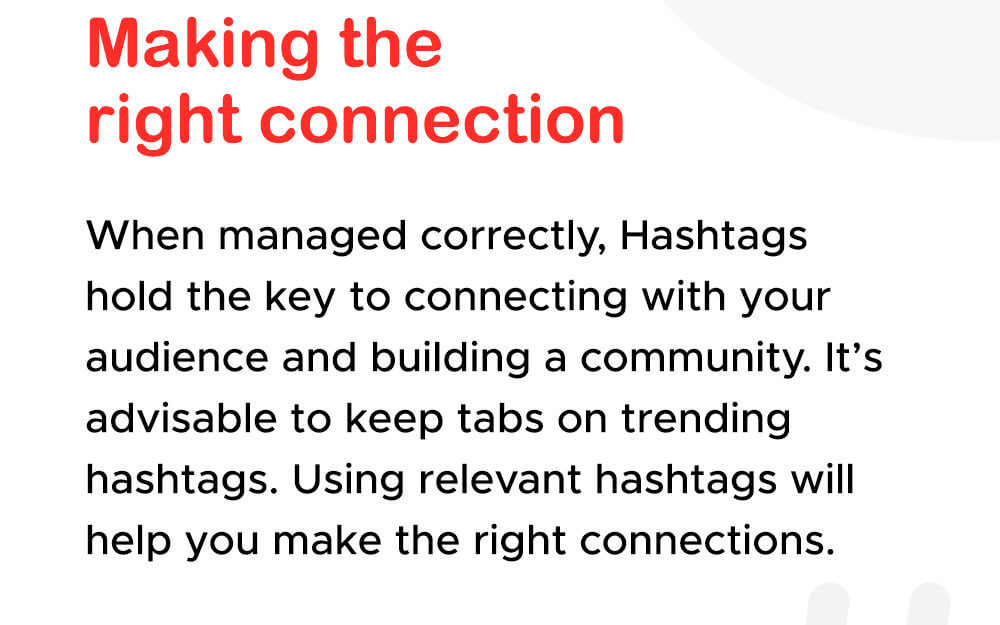 Making the
right connection
When managed correctly, Hashtags
hold the key to connecting with your
audience and building a community. It’s
advisable to keep tabs on trending
hashtags. Using relevant hashtags will
help you make the right connections.